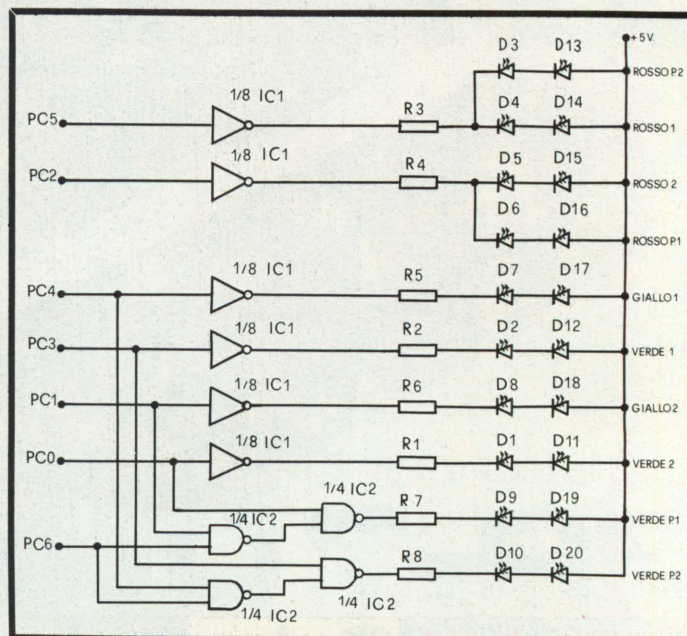 +5V.
D3 D13
ROSSO P2
1/8 IC1
D4 D14
PC5
R3
ROSSO 1
1/8 IC1
D5 D15
PC2
R4
ROSSO 2
D6 D16
ROSSO P1
1/8 IC1
D7 D17
PC4
R5
GIALLO 1
1/8 IC1
D2 D12
PC3
R2
VERDE 1
1/8 IC1
D8 D18
PC1
R6
GIALLO2
1/8 IC1
D1 D11
PC0
R1
VERDE 2
1/4 IC2
D9 D19
R7
VERDE P1
1/4 IC2
PC6
D10 D20
R8
VERDE P2
1/4 IC2
1/4 IC2